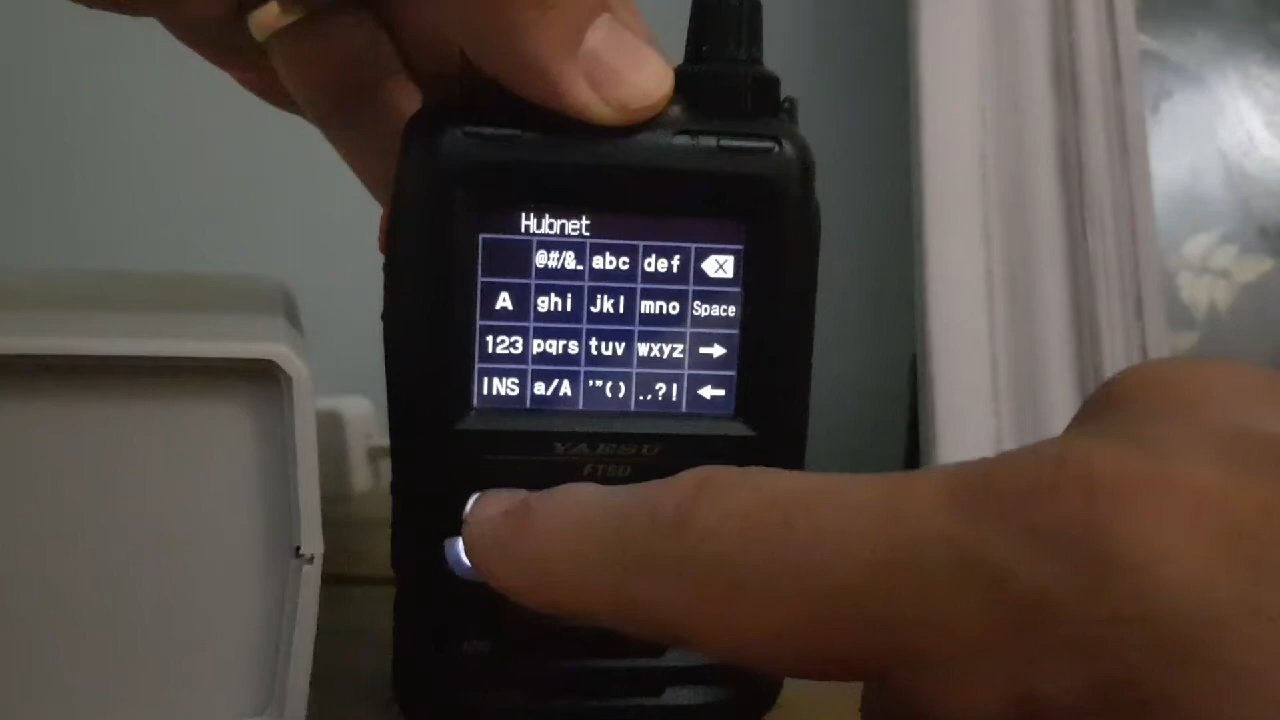 Hubnet
@#/&_ abc def
A ghi jkl mno Space
123 pqrs tuv wxyz →
INS a/A '"() .,?! ←
YAESU
FT5D